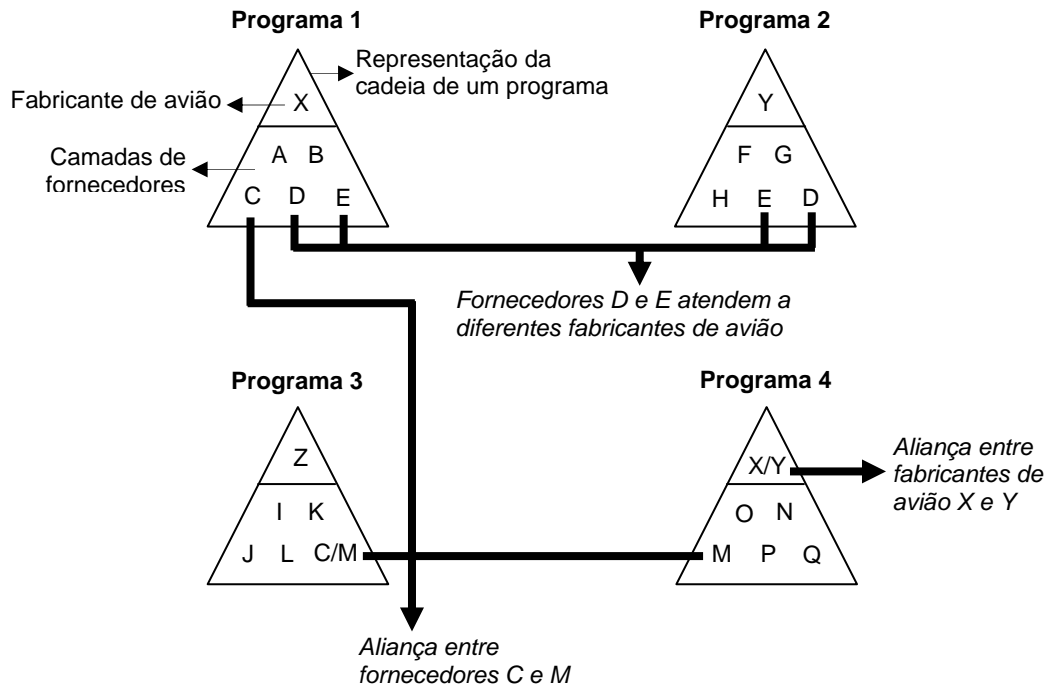 Programa 1
Programa 2
Representação da
cadeia de um programa
Fabricante de avião
X
Y
Camadas de
fornecedores
A B
C D E
F G
H E D
Fornecedores D e E atendem a
diferentes fabricantes de avião
Programa 3
Programa 4
Z
X/Y
Aliança entre
fabricantes de
avião X e Y
I K
J L C/M
O N
M P Q
Aliança entre
fornecedores C e M